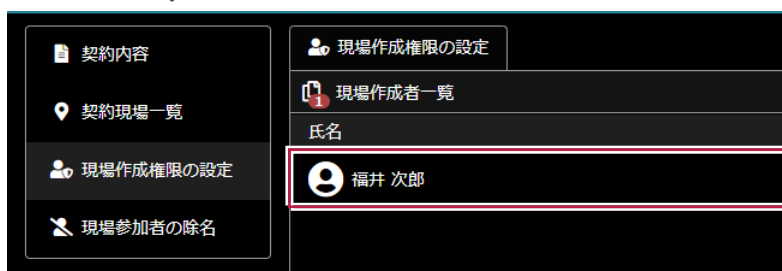 契約内容
契約現場一覧
現場作成権限の設定
現場参加者の除名
現場作成権限の設定
1 現場作成者一覧
氏名
福井 次郎